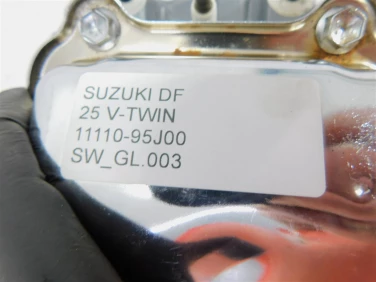 SUZUKI DF
25 V-TWIN
11110-95J00
SW_GL.003